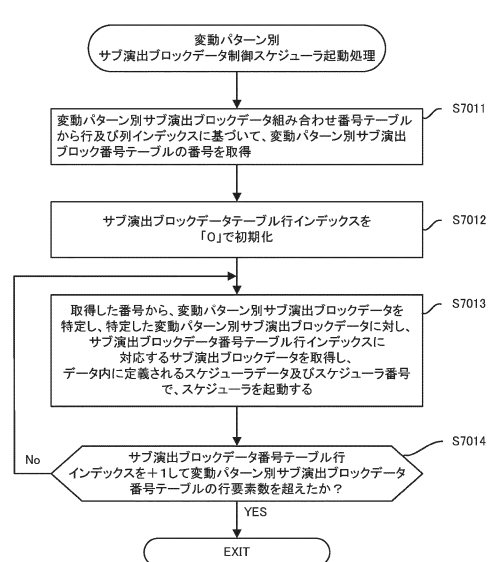 変動パターン別
サブ演出ブロックデータ制御スケジューラ起動処理
S7011
変動パターン別サブ演出ブロックデータ組み合わせ番号テーブル
から行及び列インデックスに基づいて、変動パターン別サブ演出
ブロック番号テーブルの番号を取得
S7012
サブ演出ブロックデータテーブル行インデックスを
「0」で初期化
S7013
取得した番号から、変動パターン別サブ演出ブロックデータを
特定し、特定した変動パターン別サブ演出ブロックデータに対し、
サブ演出ブロックデータ番号テーブル行インデックスに
対応するサブ演出ブロックデータを取得し、
データ内に定義されるスケジューラデータ及びスケジューラ番号
で、スケジューラを起動する
S7014
サブ演出ブロックデータ番号テーブル行
インデックスを+1して変動パターン別サブ演出ブロックデータ
番号テーブルの行要素数を超えたか?
No
YES
EXIT